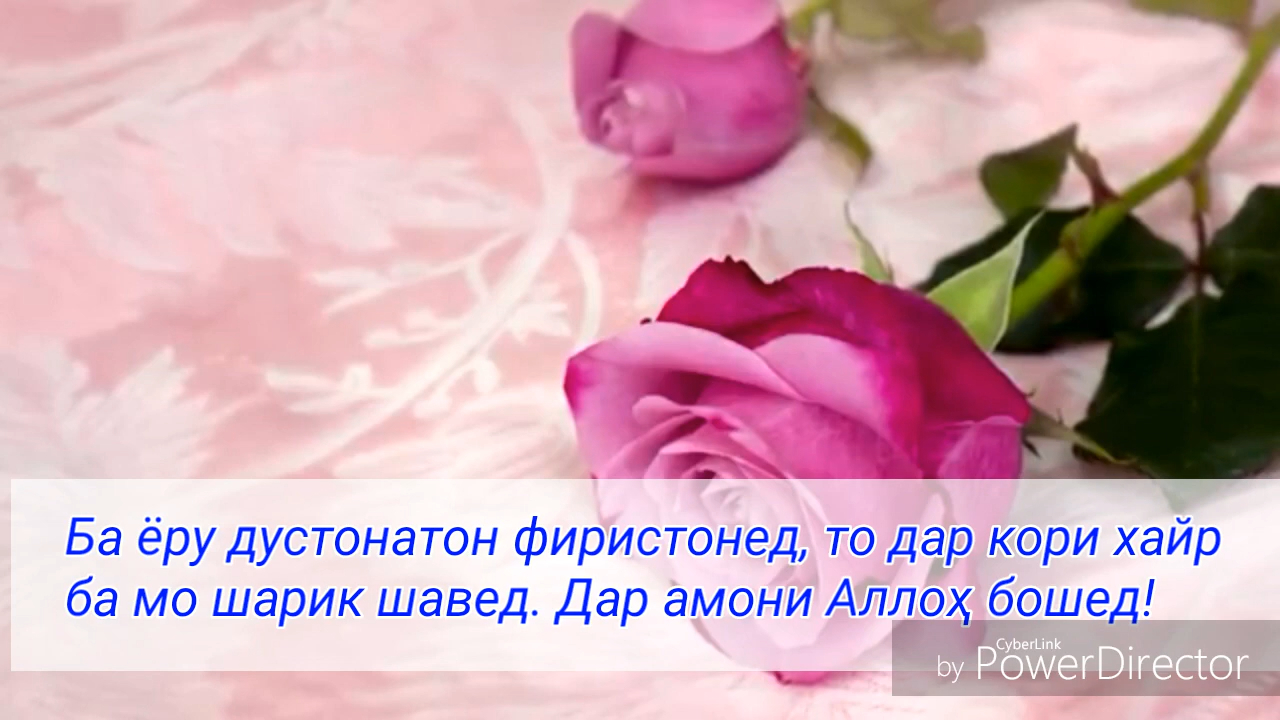 Ба ёру дустонатон фиристонед, то дар кори хайр
ба мо шарик шавед. Дар амони Аллоҳ бошед!
CyberLink
by PowerDirector